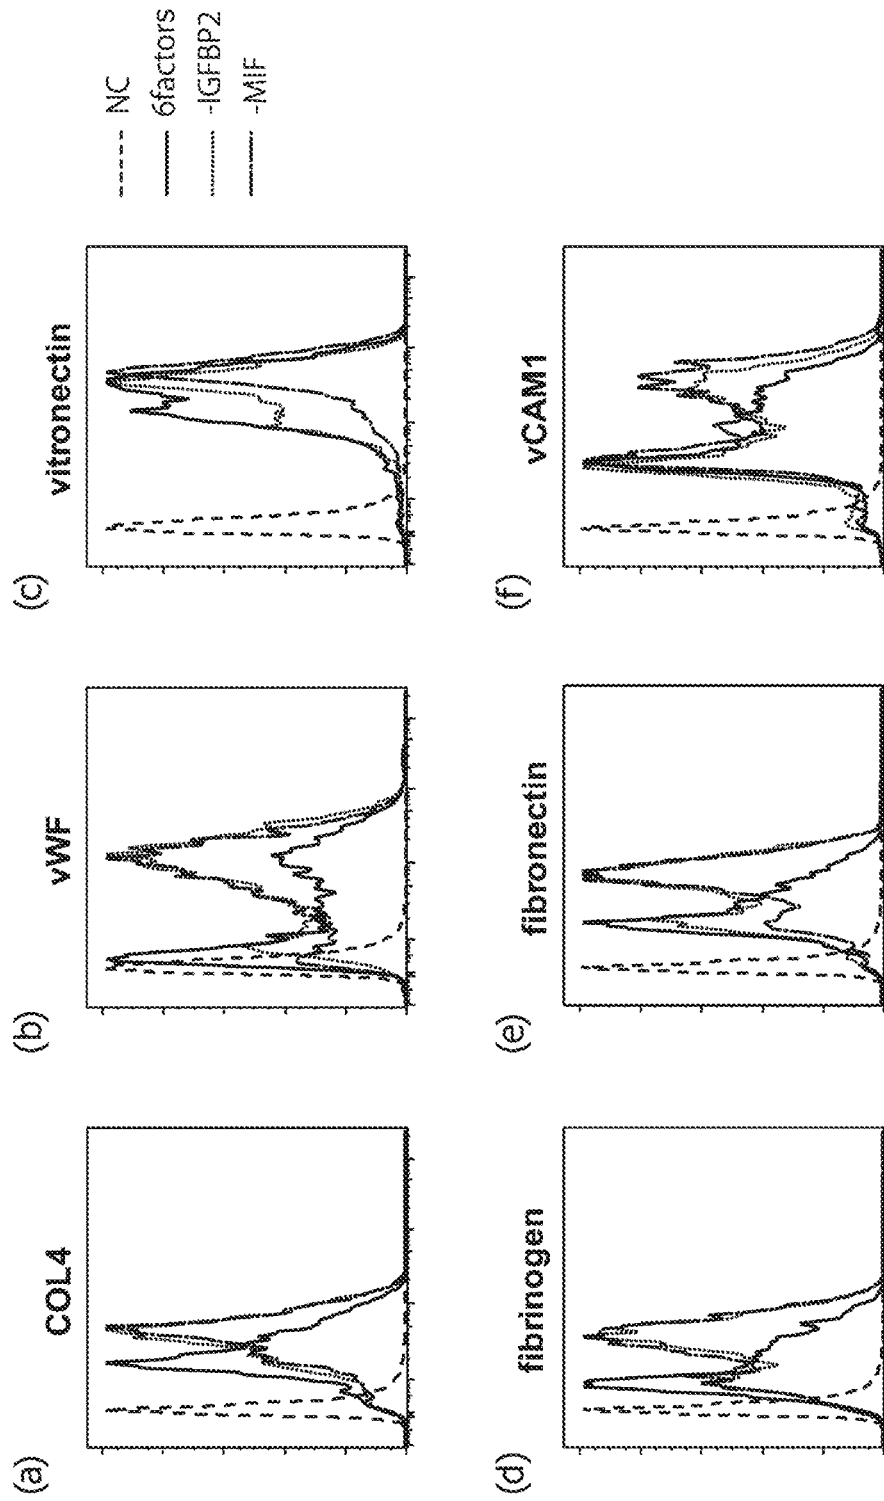 (a)
COL4
(b)
vWF
(c)
vitronectin
NC
6factors
-IGFBP2
-MIF
(d)
fibrinogen
(e)
fibronectin
(f)
vCAM1